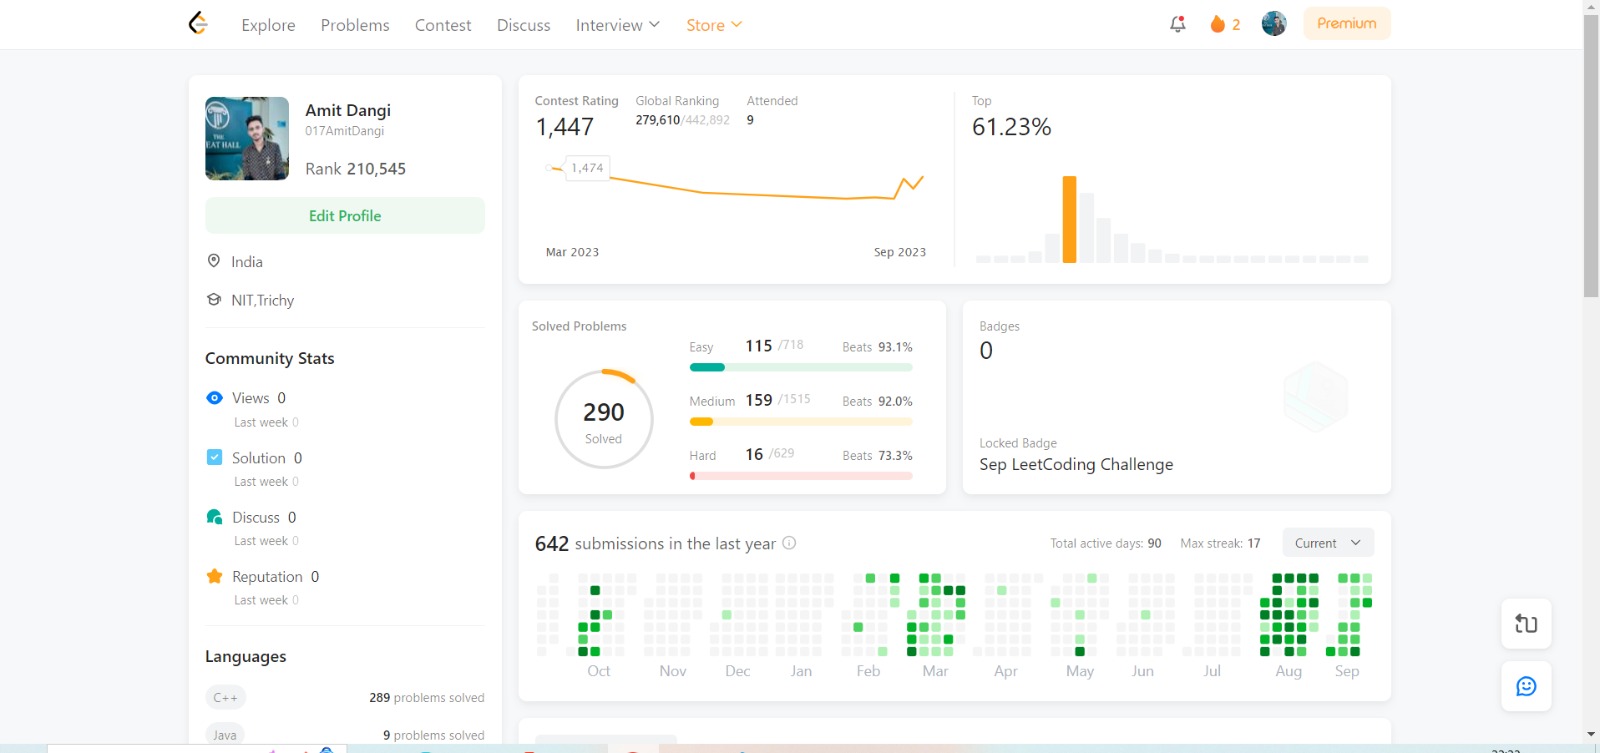 Explore Problems Contest Discuss Interview Store 2 Premium
Amit Dangi
017AmitDangi
Rank 210,545
Edit Profile
India
NIT,Trichy
Community Stats
Views 0
Last week 0
Solution 0
Last week 0
Discuss 0
Last week 0
Reputation 0
Last week 0
Languages
C++ 289 problems solved
Java 9 problems solved
Contest Rating Global Ranking Attended
1,447 279,610/442,892 9
1,474
Mar 2023 Sep 2023
Top
61.23%
Solved Problems
290
Solved
Easy 115 /718 Beats 93.1%
Medium 159 /1515 Beats 92.0%
Hard 16 /629 Beats 73.3%
Badges
0
Locked Badge
Sep LeetCoding Challenge
642 submissions in the last year Total active days: 90 Max streak: 17 Current
Oct Nov Dec Jan Feb Mar Apr May Jun Jul Aug Sep